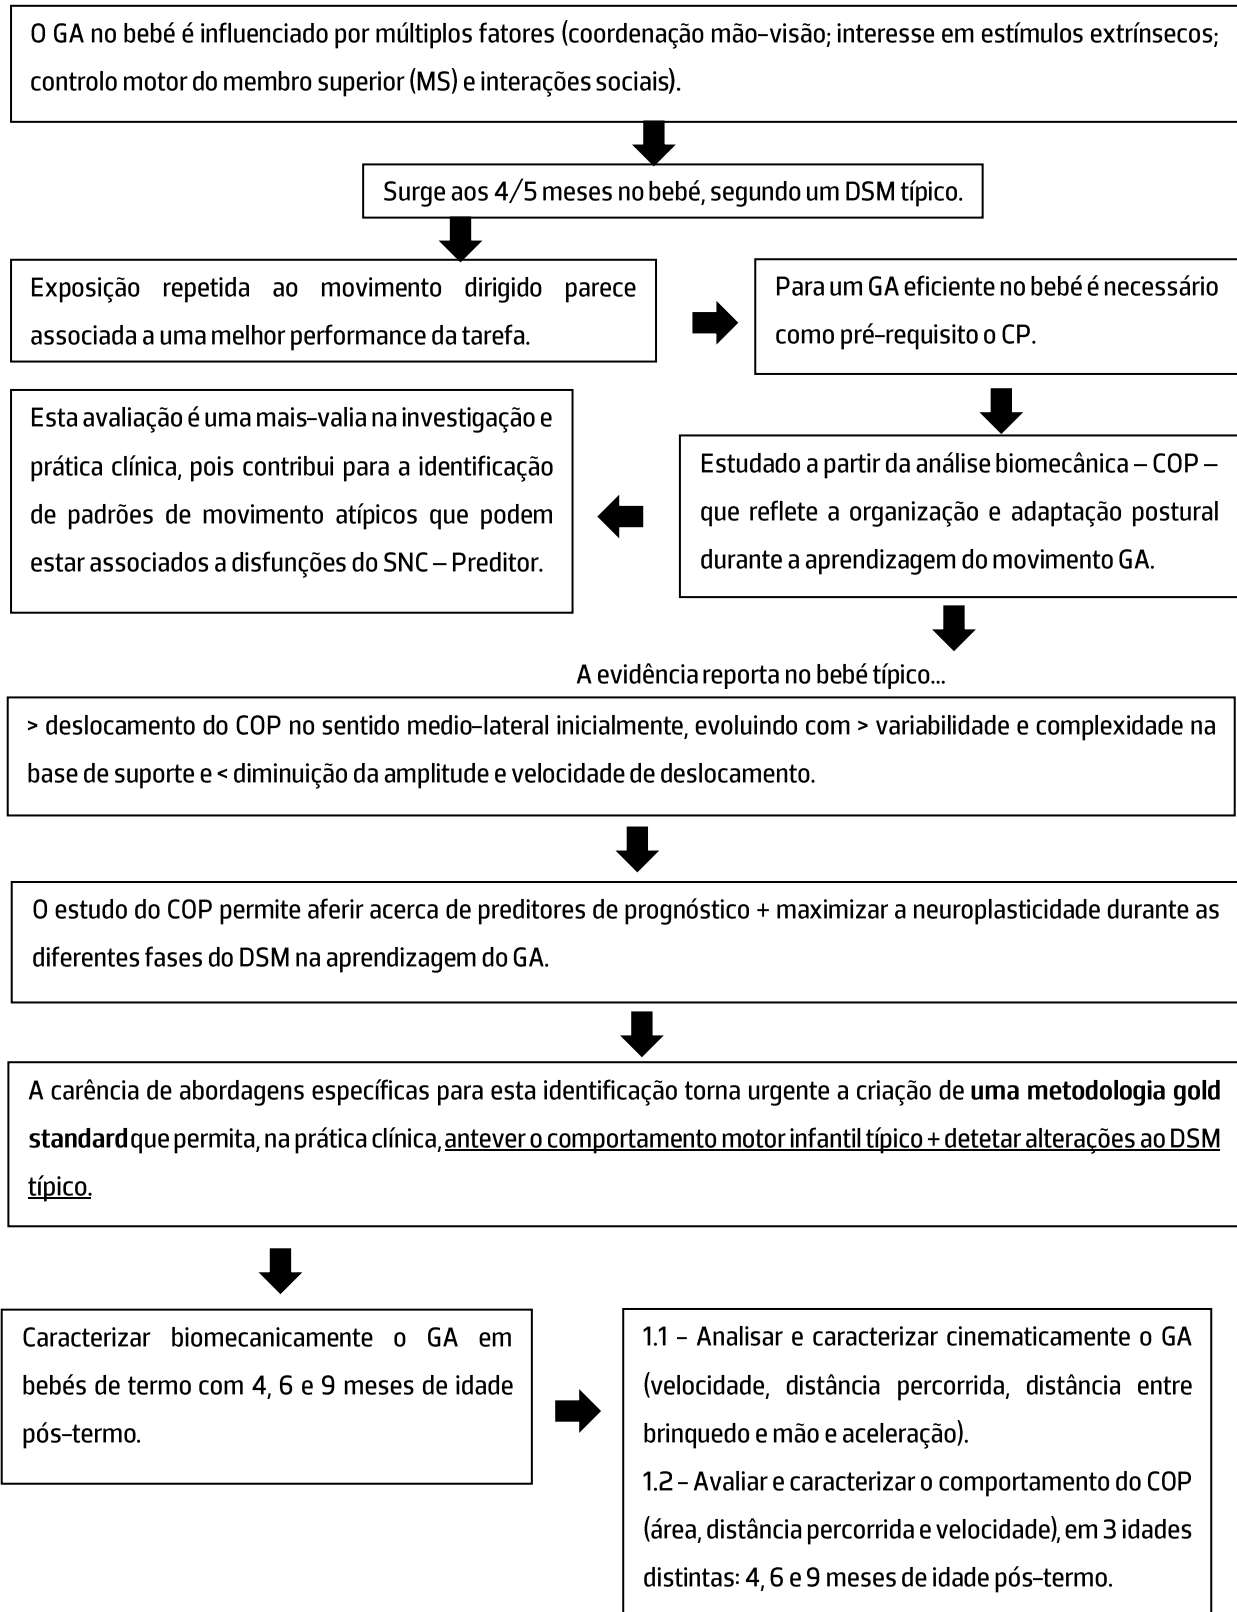 O GA no bebé é influenciado por múltiplos fatores (coordenação mão-visão; interesse em estímulos extrínsecos;
controlo motor do membro superior (MS) e interações sociais).
Surge aos 4/5 meses no bebé, segundo um DSM típico.
Exposição repetida ao movimento dirigido parece
associada a uma melhor performance da tarefa.
Para um GA eficiente no bebé é necessário
como pré-requisito o CP.
Estudado a partir da análise biomecânica – COP –
que reflete a organização e adaptação postural
durante a aprendizagem do movimento GA.
Esta avaliação é uma mais-valia na investigação e
prática clínica, pois contribui para a identificação
de padrões de movimento atípicos que podem
estar associados a disfunções do SNC – Preditor.
A evidência reporta no bebé típico...
> deslocamento do COP no sentido medio-lateral inicialmente, evoluindo com > variabilidade e complexidade na
base de suporte e < diminuição da amplitude e velocidade de deslocamento.
O estudo do COP permite aferir acerca de preditores de prognóstico + maximizar a neuroplasticidade durante as
diferentes fases do DSM na aprendizagem do GA.
A carência de abordagens específicas para esta identificação torna urgente a criação de uma metodologia gold
standard que permita, na prática clínica, antever o comportamento motor infantil típico + detetar alterações ao DSM
típico.
Caracterizar biomecanicamente o GA em
bebés de termo com 4, 6 e 9 meses de idade
pós-termo.
1.1 - Analisar e caracterizar cinematicamente o GA
(velocidade, distância percorrida, distância entre
brinquedo e mão e aceleração).
1.2 - Avaliar e caracterizar o comportamento do COP
(área, distância percorrida e velocidade), em 3 idades
distintas: 4, 6 e 9 meses de idade pós-termo.